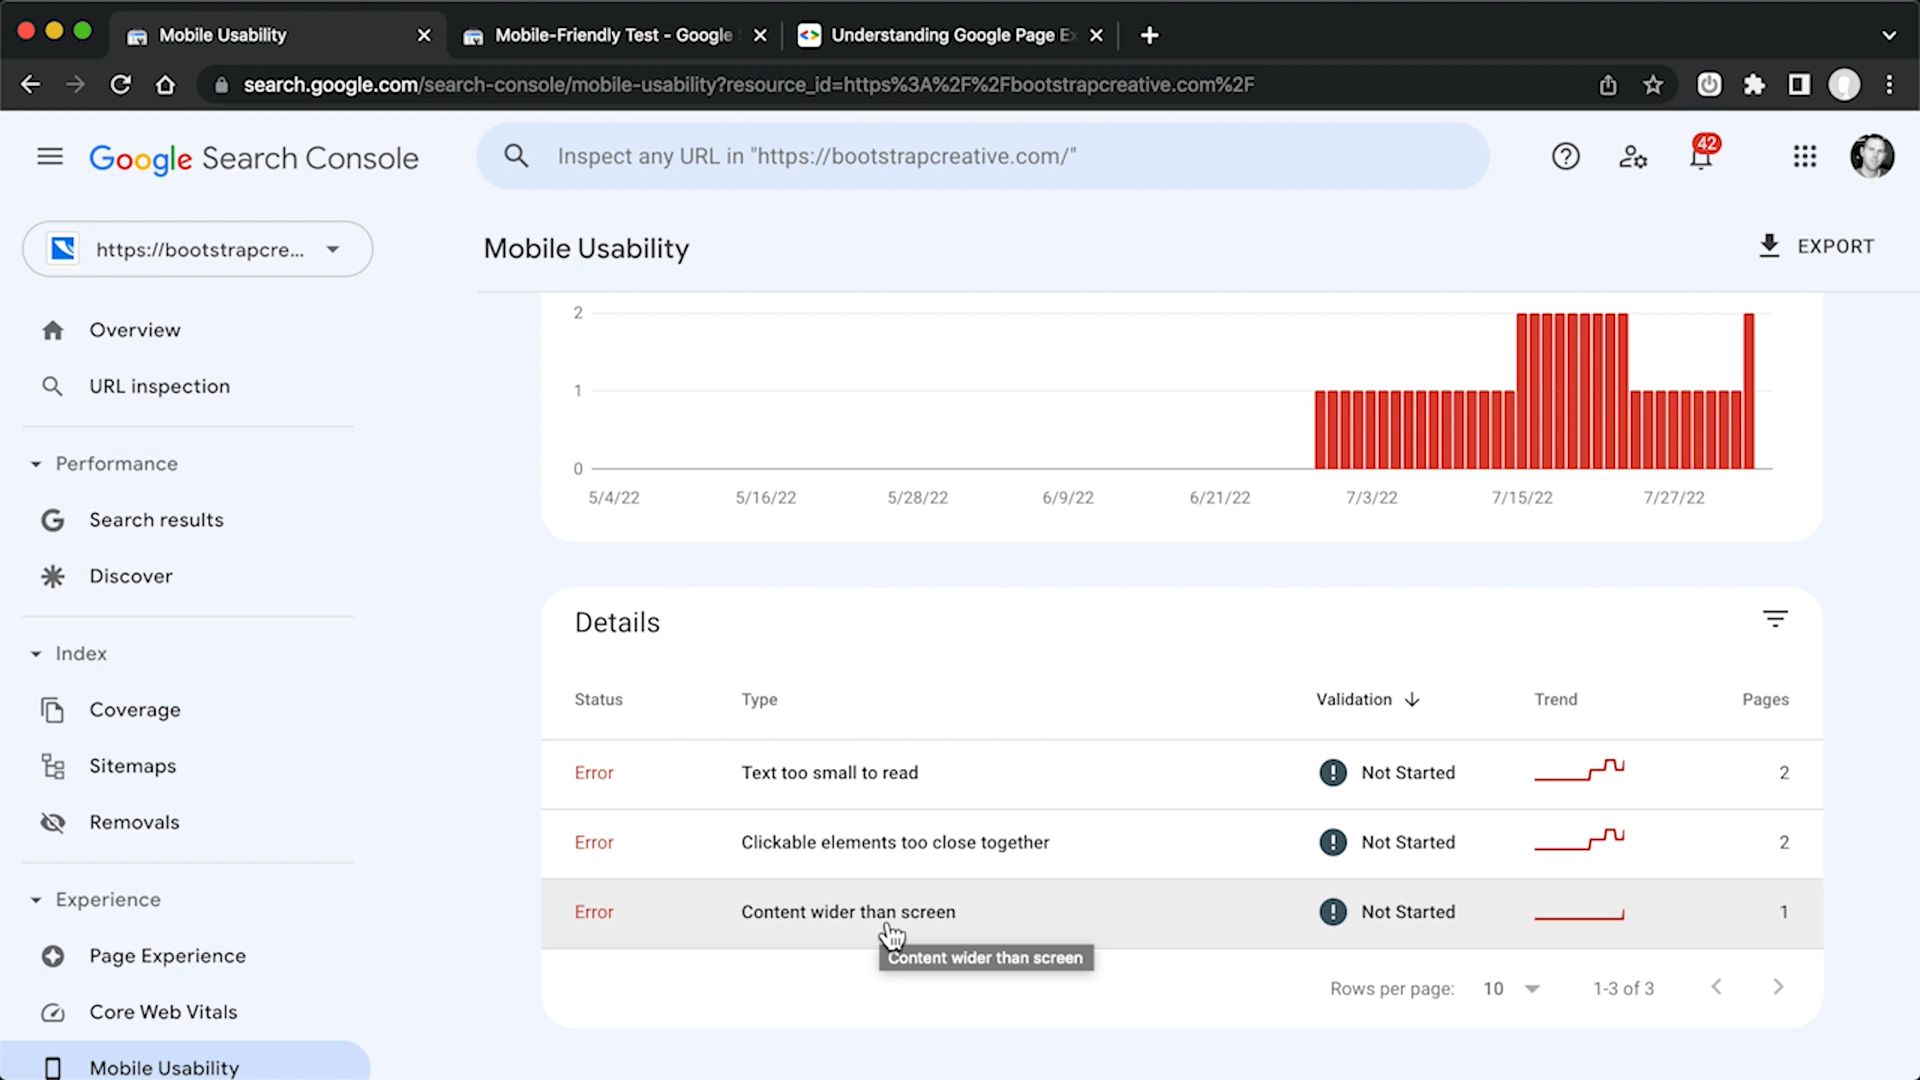 Mobile Usability
Mobile-Friendly Test - Google
Understanding Google Page Ex
search.google.com/search-console/mobile-usability?resource_id=https%3A%2F%2Fbootstrapcreative.com%2F
Google Search Console
Inspect any URL in "https://bootstrapcreative.com/"
42
https://bootstrapcre...
Mobile Usability
EXPORT
Overview
URL inspection
Performance
Search results
Discover
Index
Coverage
Sitemaps
Removals
Experience
Page Experience
Core Web Vitals
Mobile Usability
2
1
0
5/4/22 5/16/22 5/28/22 6/9/22 6/21/22 7/3/22 7/15/22 7/27/22
Details
Status Type Validation Trend Pages
Error Text too small to read Not Started 2
Error Clickable elements too close together Not Started 2
Error Content wider than screen Not Started 1
Content wider than screen
Rows per page: 10 1-3 of 3